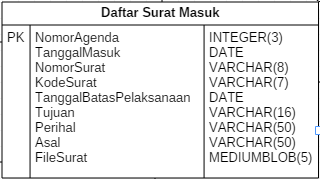 Daftar Surat Masuk
PK NomorAgenda INTEGER(3)
TanggalMasuk DATE
NomorSurat VARCHAR(8)
KodeSurat VARCHAR(7)
TanggalBatasPelaksanaan DATE
Tujuan VARCHAR(16)
Perihal VARCHAR(50)
Asal VARCHAR(50)
FileSurat MEDIUMBLOB(5)